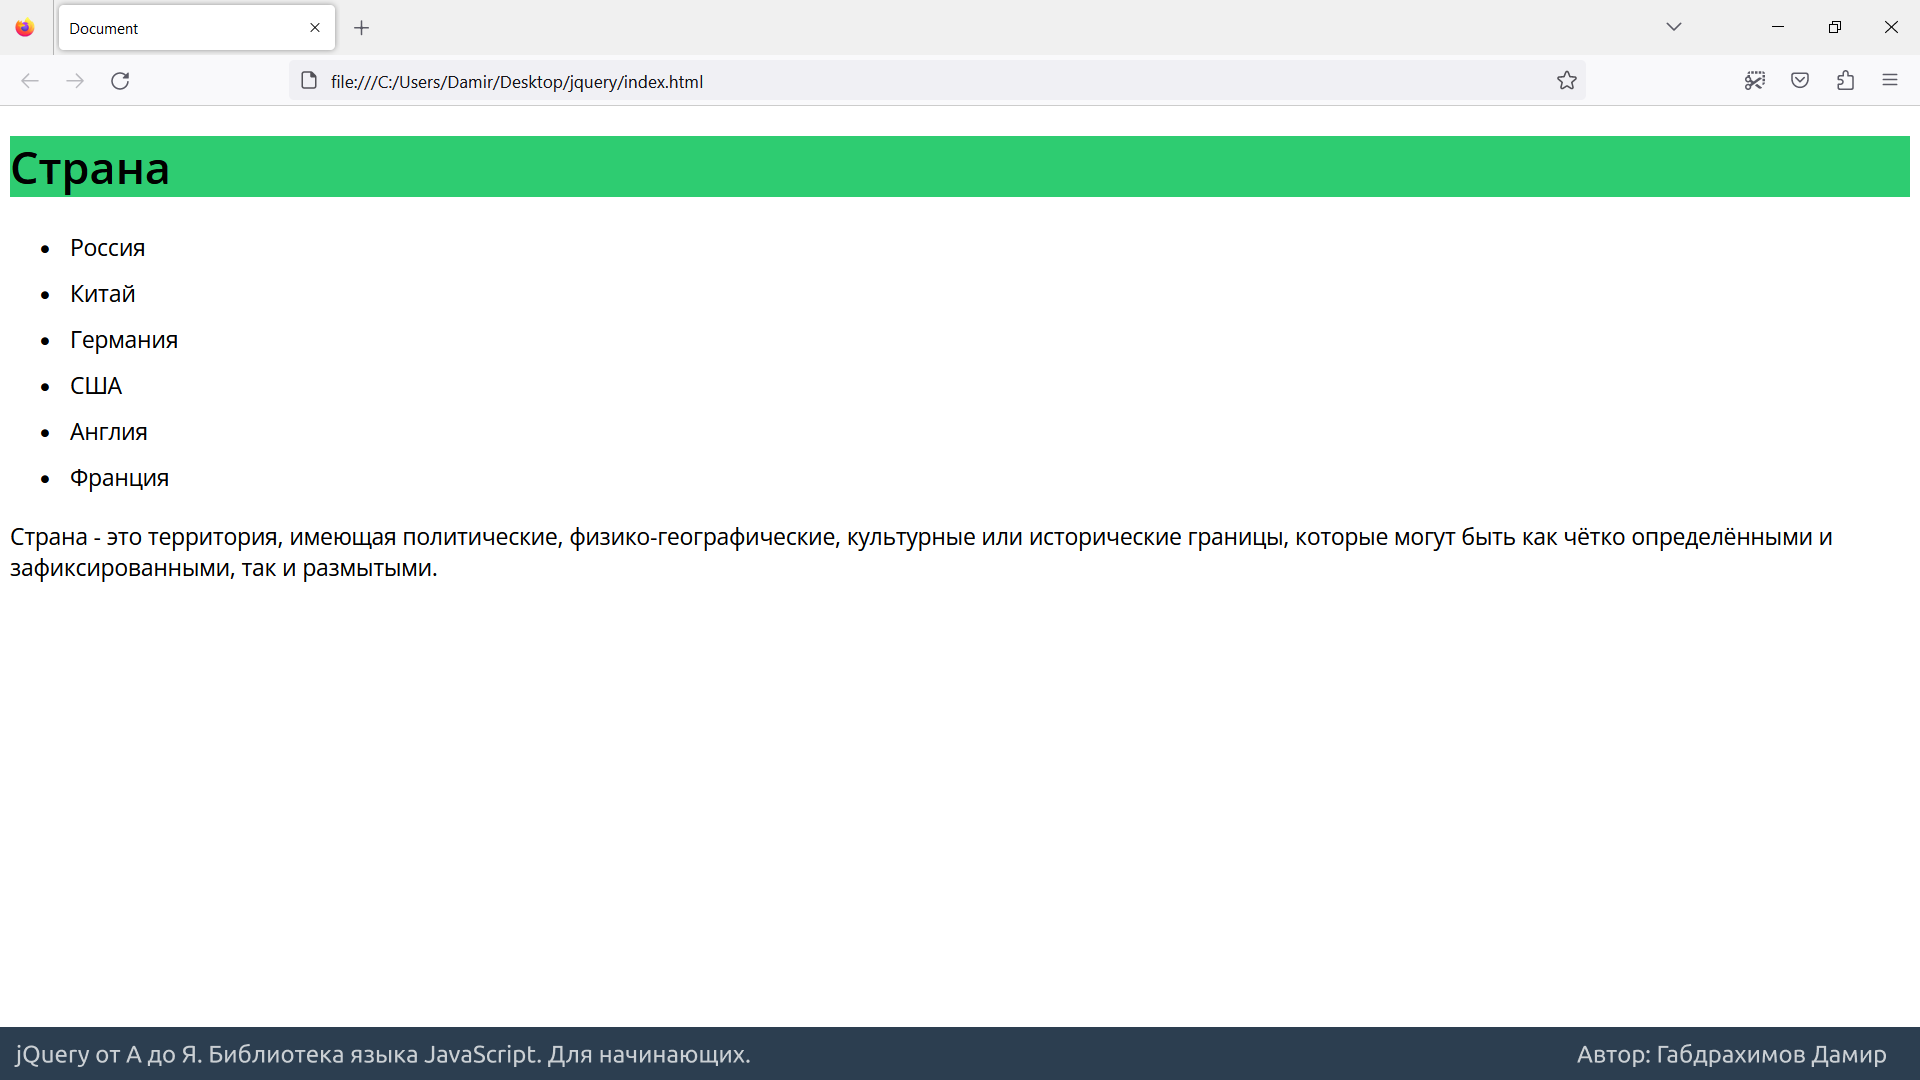 Document
file:///C:/Users/Damir/Desktop/jquery/index.html
Страна
Россия
Китай
Германия
США
Англия
Франция
Страна - это территория, имеющая политические, физико-географические, культурные или исторические границы, которые могут быть как чётко определёнными и
зафиксированными, так и размытыми.
jQuery от А до Я. Библиотека языка JavaScript. Для начинающих.
Автор: Габдрахимов Дамир